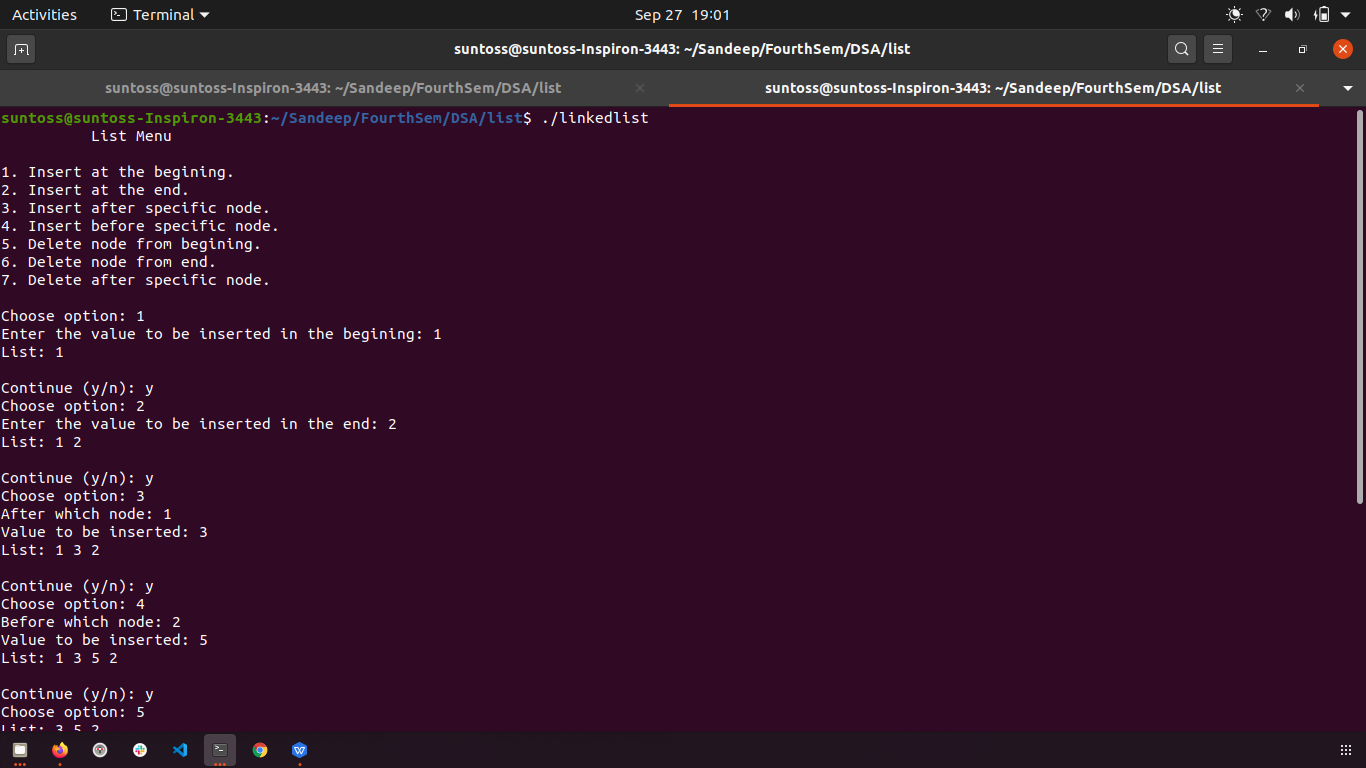 Activities Terminal Sep 27 19:01
suntoss@suntoss-Inspiron-3443: ~/Sandeep/FourthSem/DSA/list
suntoss@suntoss-Inspiron-3443: ~/Sandeep/FourthSem/DSA/list suntoss@suntoss-Inspiron-3443: ~/Sandeep/FourthSem/DSA/list
suntoss@suntoss-Inspiron-3443:~/Sandeep/FourthSem/DSA/list$ ./linkedlist
List Menu
1. Insert at the begining.
2. Insert at the end.
3. Insert after specific node.
4. Insert before specific node.
5. Delete node from begining.
6. Delete node from end.
7. Delete after specific node.
Choose option: 1
Enter the value to be inserted in the begining: 1
List: 1
Continue (y/n): y
Choose option: 2
Enter the value to be inserted in the end: 2
List: 1 2
Continue (y/n): y
Choose option: 3
After which node: 1
Value to be inserted: 3
List: 1 3 2
Continue (y/n): y
Choose option: 4
Before which node: 2
Value to be inserted: 5
List: 1 3 5 2
Continue (y/n): y
Choose option: 5
List: 3 5 2